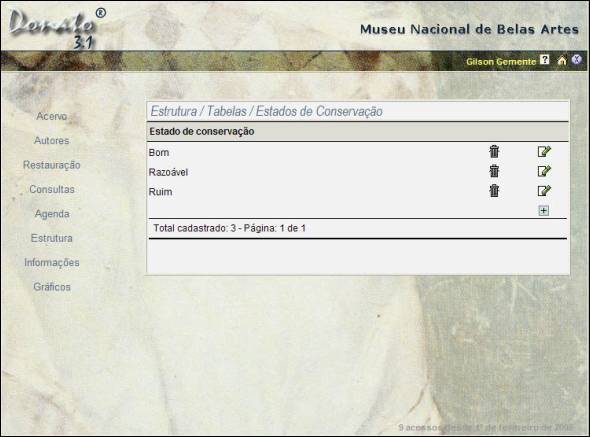 Donato ®
3.1
Museu Nacional de Belas Artes
Gilson Gemente ? X
Acervo
Autores
Restauração
Consultas
Agenda
Estrutura
Informações
Gráficos
Estrutura / Tabelas / Estados de Conservação
Estado de conservação
Bom
Razoável
Ruim
Total cadastrado: 3 - Página: 1 de 1
9 acessos desde 1º de fevereiro de